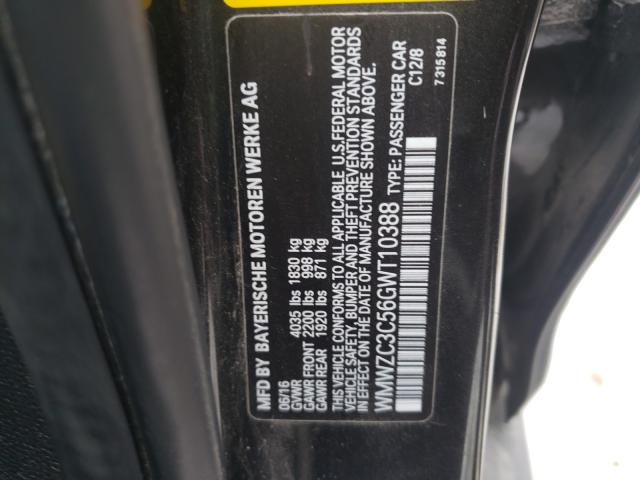 MFD BY BAYERISCHE MOTOREN WERKE AG
06/16
GVWR 4035 lbs 1830 kg
GAWR FRONT 2200 lbs 998 kg
GAWR REAR 1920 lbs 871 kg
THIS VEHICLE CONFORMS TO ALL APPLICABLE U.S. FEDERAL MOTOR
VEHICLE SAFETY, BUMPER AND THEFT PREVENTION STANDARDS
IN EFFECT ON THE DATE OF MANUFACTURE SHOWN ABOVE.
WMWZC3C56GWT10388 TYPE: PASSENGER CAR
C12/8
7 315 814